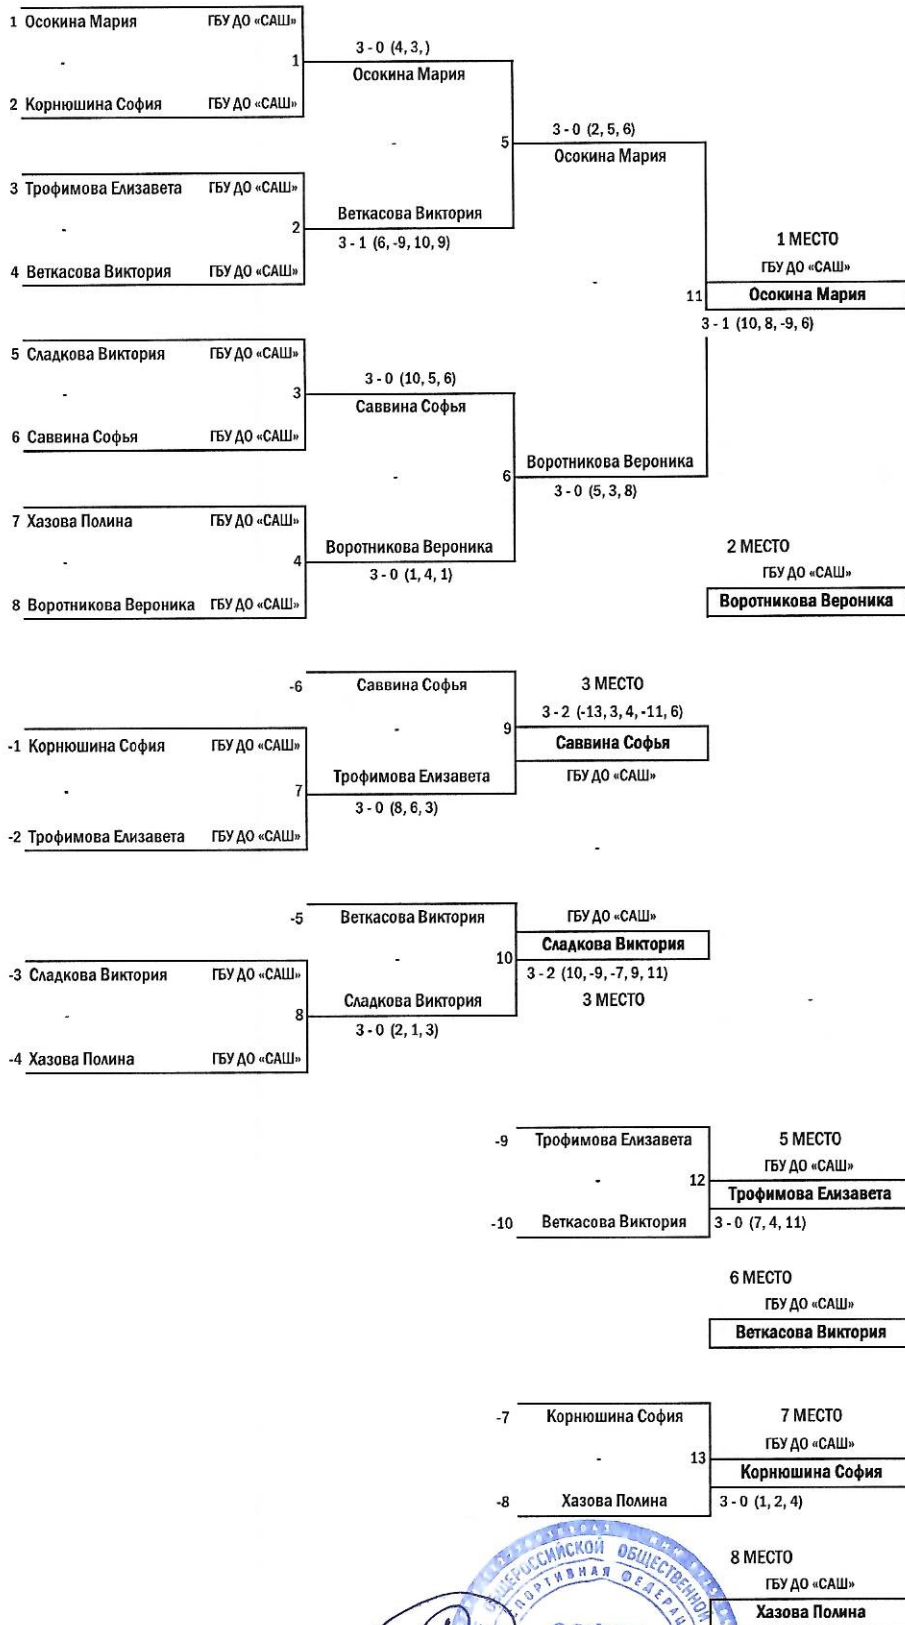 1 Осокина Мария ГБУ ДО «САШ»
3 - 0 (4, 3, )
- 1
Осокина Мария
2 Корнюшина София ГБУ ДО «САШ»
3 - 0 (2, 5, 6)
- 5
Осокина Мария
3 Трофимова Елизавета ГБУ ДО «САШ»
Веткасова Виктория
- 2
3 - 1 (6, -9, 10, 9)
1 МЕСТО
4 Веткасова Виктория ГБУ ДО «САШ»
ГБУ ДО «САШ»
-
11 Осокина Мария
3 - 1 (10, 8, -9, 6)
5 Сладкова Виктория ГБУ ДО «САШ»
3 - 0 (10, 5, 6)
- 3
Саввина Софья
6 Саввина Софья ГБУ ДО «САШ»
Воротникова Вероника
- 6
3 - 0 (5, 3, 8)
7 Хазова Полина ГБУ ДО «САШ»
Воротникова Вероника
2 МЕСТО
- 4
3 - 0 (1, 4, 1)
ГБУ ДО «САШ»
8 Воротникова Вероника ГБУ ДО «САШ»
Воротникова Вероника
-6 Саввина Софья
3 МЕСТО
3 - 2 (-13, 3, 4, -11, 6)
- 9
-1 Корнюшина София ГБУ ДО «САШ»
Саввина Софья
Трофимова Елизавета
ГБУ ДО «САШ»
- 7
3 - 0 (8, 6, 3)
-2 Трофимова Елизавета ГБУ ДО «САШ»
-
-5 Веткасова Виктория
ГБУ ДО «САШ»
Сладкова Виктория
- 10
-3 Сладкова Виктория ГБУ ДО «САШ»
3 - 2 (10, -9, -7, 9, 11)
Сладкова Виктория
3 МЕСТО
-
- 8
3 - 0 (2, 1, 3)
-4 Хазова Полина ГБУ ДО «САШ»
-9 Трофимова Елизавета
5 МЕСТО
ГБУ ДО «САШ»
- 12
Трофимова Елизавета
-10 Веткасова Виктория
3 - 0 (7, 4, 11)
6 МЕСТО
ГБУ ДО «САШ»
Веткасова Виктория
-7 Корнюшина София
7 МЕСТО
ГБУ ДО «САШ»
- 13
Корнюшина София
-8 Хазова Полина
3 - 0 (1, 2, 4)
8 МЕСТО
ГБУ ДО «САШ»
Хазова Полина
ОБЩЕРОССИЙСКОЙ ОБЩЕСТВЕННОЙ